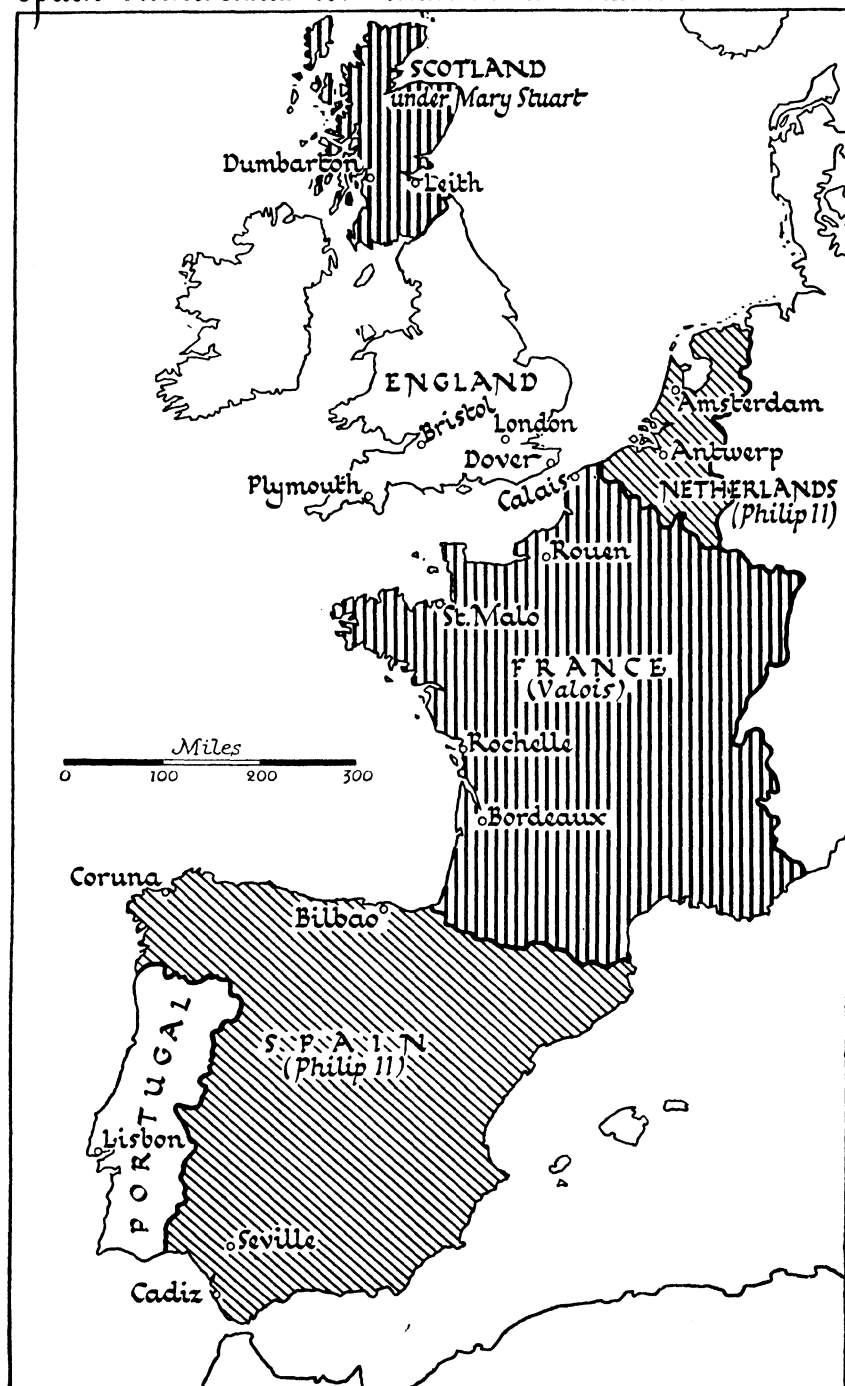 SCOTLAND
under Mary Stuart
Dumbarton
Leith
ENGLAND
Bristol
London
Dover
Plymouth
Calais
Amsterdam
Antwerp
NETHERLANDS
(Philip II)
Rouen
St. Malo
FRANCE
(Valois)
Miles
0 100 200 300
Rochelle
Bordeaux
Coruna
Bilbao
PORTUGAL
SPAIN
(Philip II)
Lisbon
Seville
Cadiz